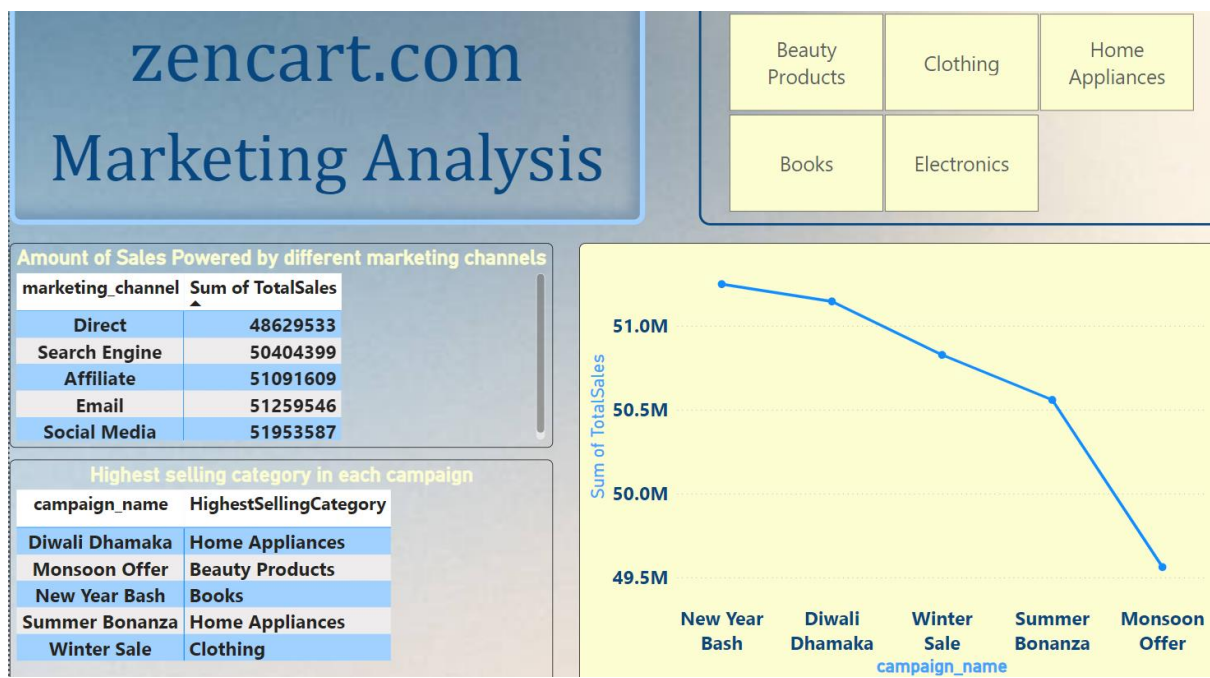 zencart.com
Marketing Analysis
Beauty
Products
Clothing
Home
Appliances
Books
Electronics
Amount of Sales Powered by different marketing channels
marketing_channel Sum of TotalSales
Direct 48629533
Search Engine 50404399
Affiliate 51091609
Email 51259546
Social Media 51953587
Highest selling category in each campaign
campaign_name HighestSellingCategory
Diwali Dhamaka Home Appliances
Monsoon Offer Beauty Products
New Year Bash Books
Summer Bonanza Home Appliances
Winter Sale Clothing
Sum of TotalSales
51.0M
50.5M
50.0M
49.5M
New Year
Bash
Diwali
Dhamaka
Winter
Sale
Summer
Bonanza
Monsoon
Offer
campaign_name